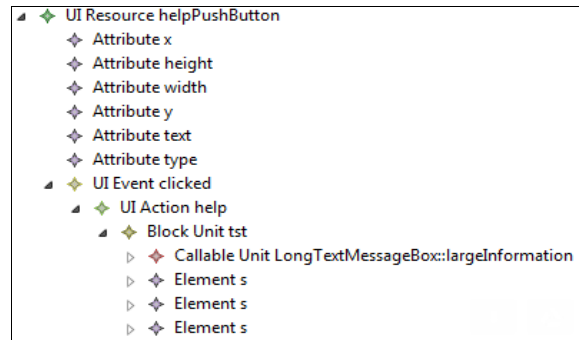 UI Resource helpPushButton
Attribute x
Attribute height
Attribute width
Attribute y
Attribute text
Attribute type
UI Event clicked
UI Action help
Block Unit tst
Callable Unit LongTextMessageBox::largeInformation
Element s
Element s
Element s